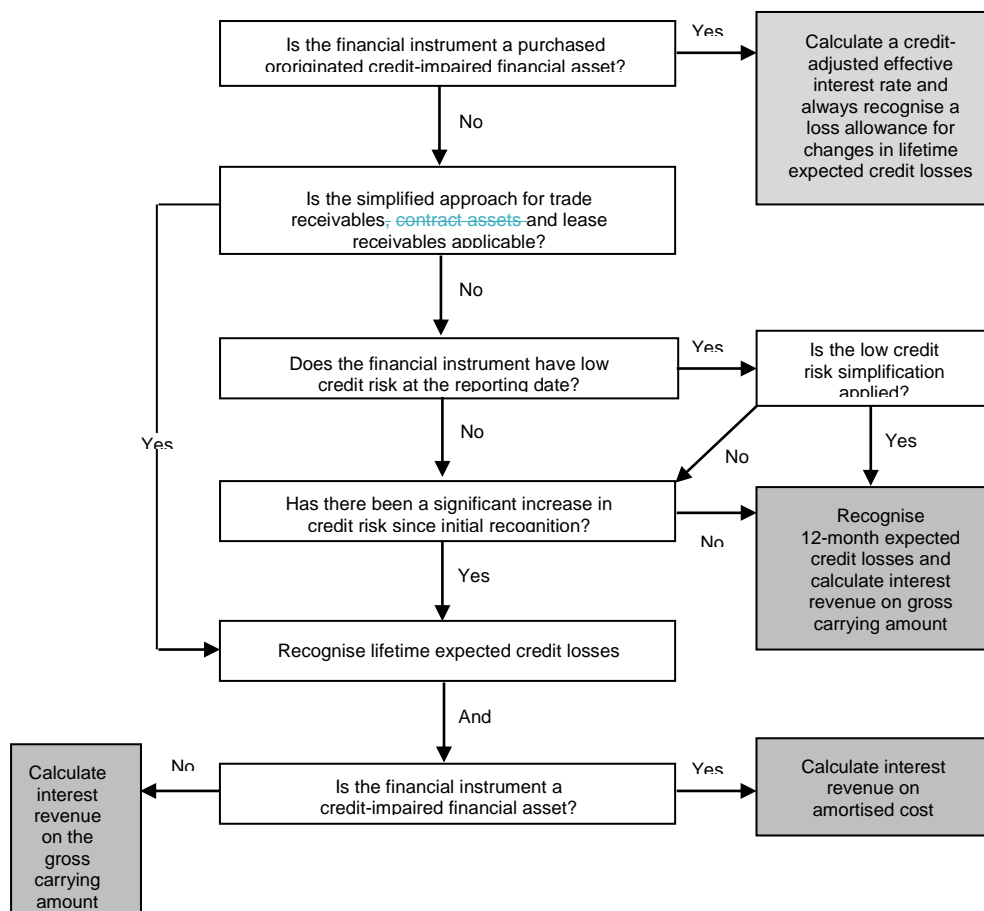 Is the financial instrument a purchased
ororiginated credit-impaired financial asset?
Yes
Calculate a credit-
adjusted effective
interest rate and
always recognise a
loss allowance for
changes in lifetime
expected credit losses
No
Is the simplified approach for trade
receivables, contract assets and lease
receivables applicable?
No
Does the financial instrument have low
credit risk at the reporting date?
Yes
Is the low credit
risk simplification
applied?
Yes
No
No
Yes
Has there been a significant increase in
credit risk since initial recognition?
No
Recognise
12-month expected
credit losses and
calculate interest
revenue on gross
carrying amount
Yes
Recognise lifetime expected credit losses
And
Is the financial instrument a
credit-impaired financial asset?
No
Calculate
interest
revenue
on the
gross
carrying
amount
Yes
Calculate interest
revenue on
amortised cost